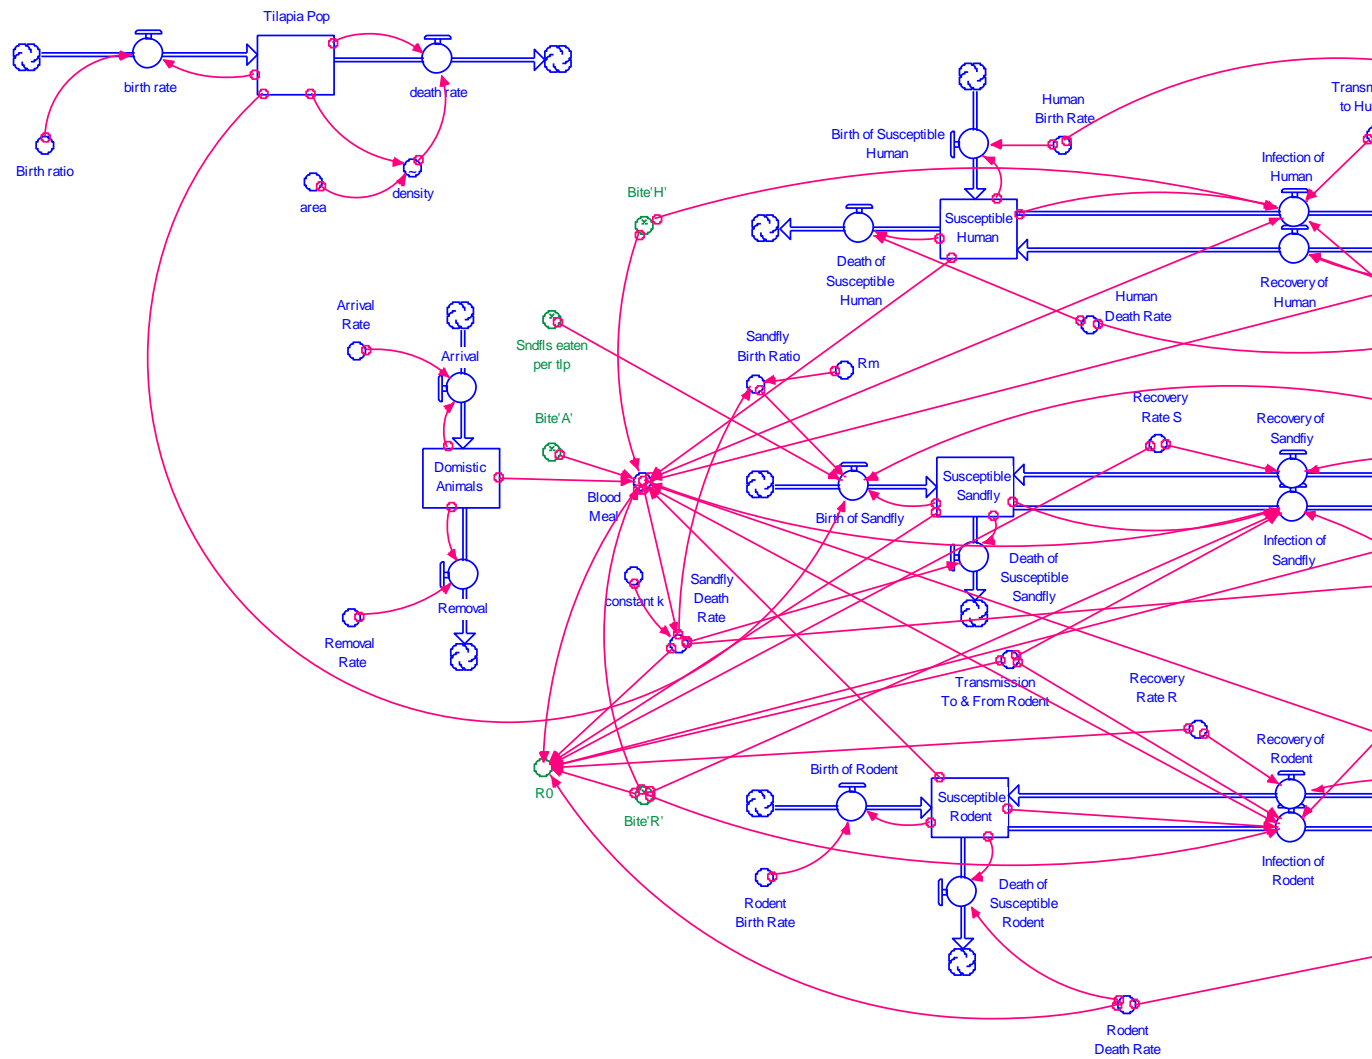 Tilapia Pop
birth rate
death rate
Birth ratio
area
density
Human
Birth Rate
Birth of Susceptible
Human
Infection of
Human
to
Bite'H'
Susceptible
Human
Death of
Susceptible
Human
Recovery of
Human
Human
Death Rate
Arrival
Rate
Arrival
Sndfls eaten
per tlp
Sandfly
Birth Ratio
Rm
Bite'A'
Recovery
Rate S
Recovery of
Sandfly
Domistic
Animals
Blood
Meal
Susceptible
Sandfly
Birth of Sandfly
Infection of
Sandfly
Death of
Susceptible
Sandfly
constant k
Sandfly
Death
Rate
Removal
Removal
Rate
Transmission
To & From Rodent
Recovery
Rate R
Recovery of
Rodent
R0
Bite'R'
Birth of Rodent
Susceptible
Rodent
Infection of
Rodent
Rodent
Birth Rate
Death of
Susceptible
Rodent
Rodent
Death Rate